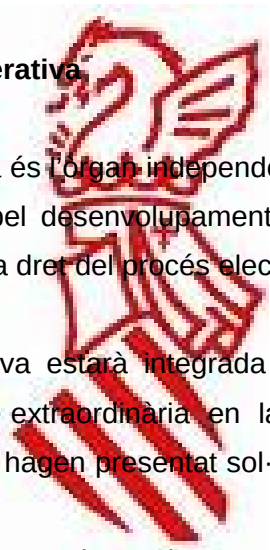 erativa
a és l'òrgan independe
pel desenvolupament
a dret del procés elec
va estarà integrada
extraordinària en la
hagen presentat sol·